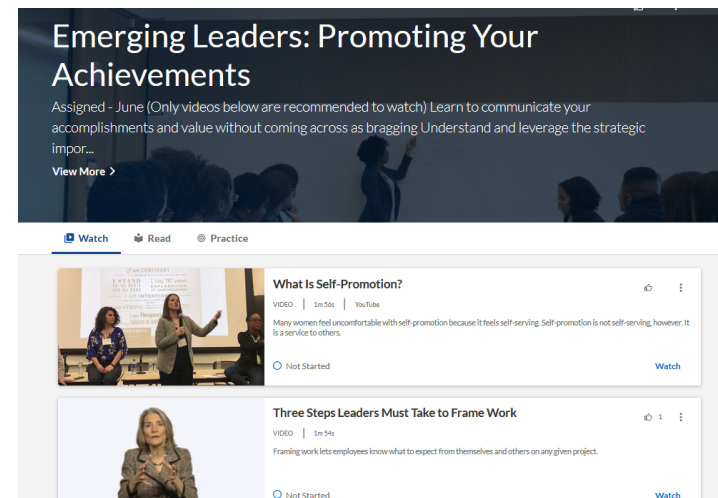 Emerging Leaders: Promoting Your
Achievements
Assigned - June (Only videos below are recommended to watch) Learn to communicate your
accomplishments and value without coming across as bragging Understand and leverage the strategic
impor...
View More >
Watch
Read
Practice
What Is Self-Promotion?
VIDEO | 1m 56s | YouTube
Many women feel uncomfortable with self-promotion because it feels self-serving. Self-promotion is not self-serving, however. It
is a service to others.
Not Started
Watch
I am CONFIDENT
I STAND
I am INTENTIONAL
Three Steps Leaders Must Take to Frame Work
1
VIDEO | 1m 54s
Framing work lets employees know what to expect from themselves and others on any given project.
Not Started
Watch